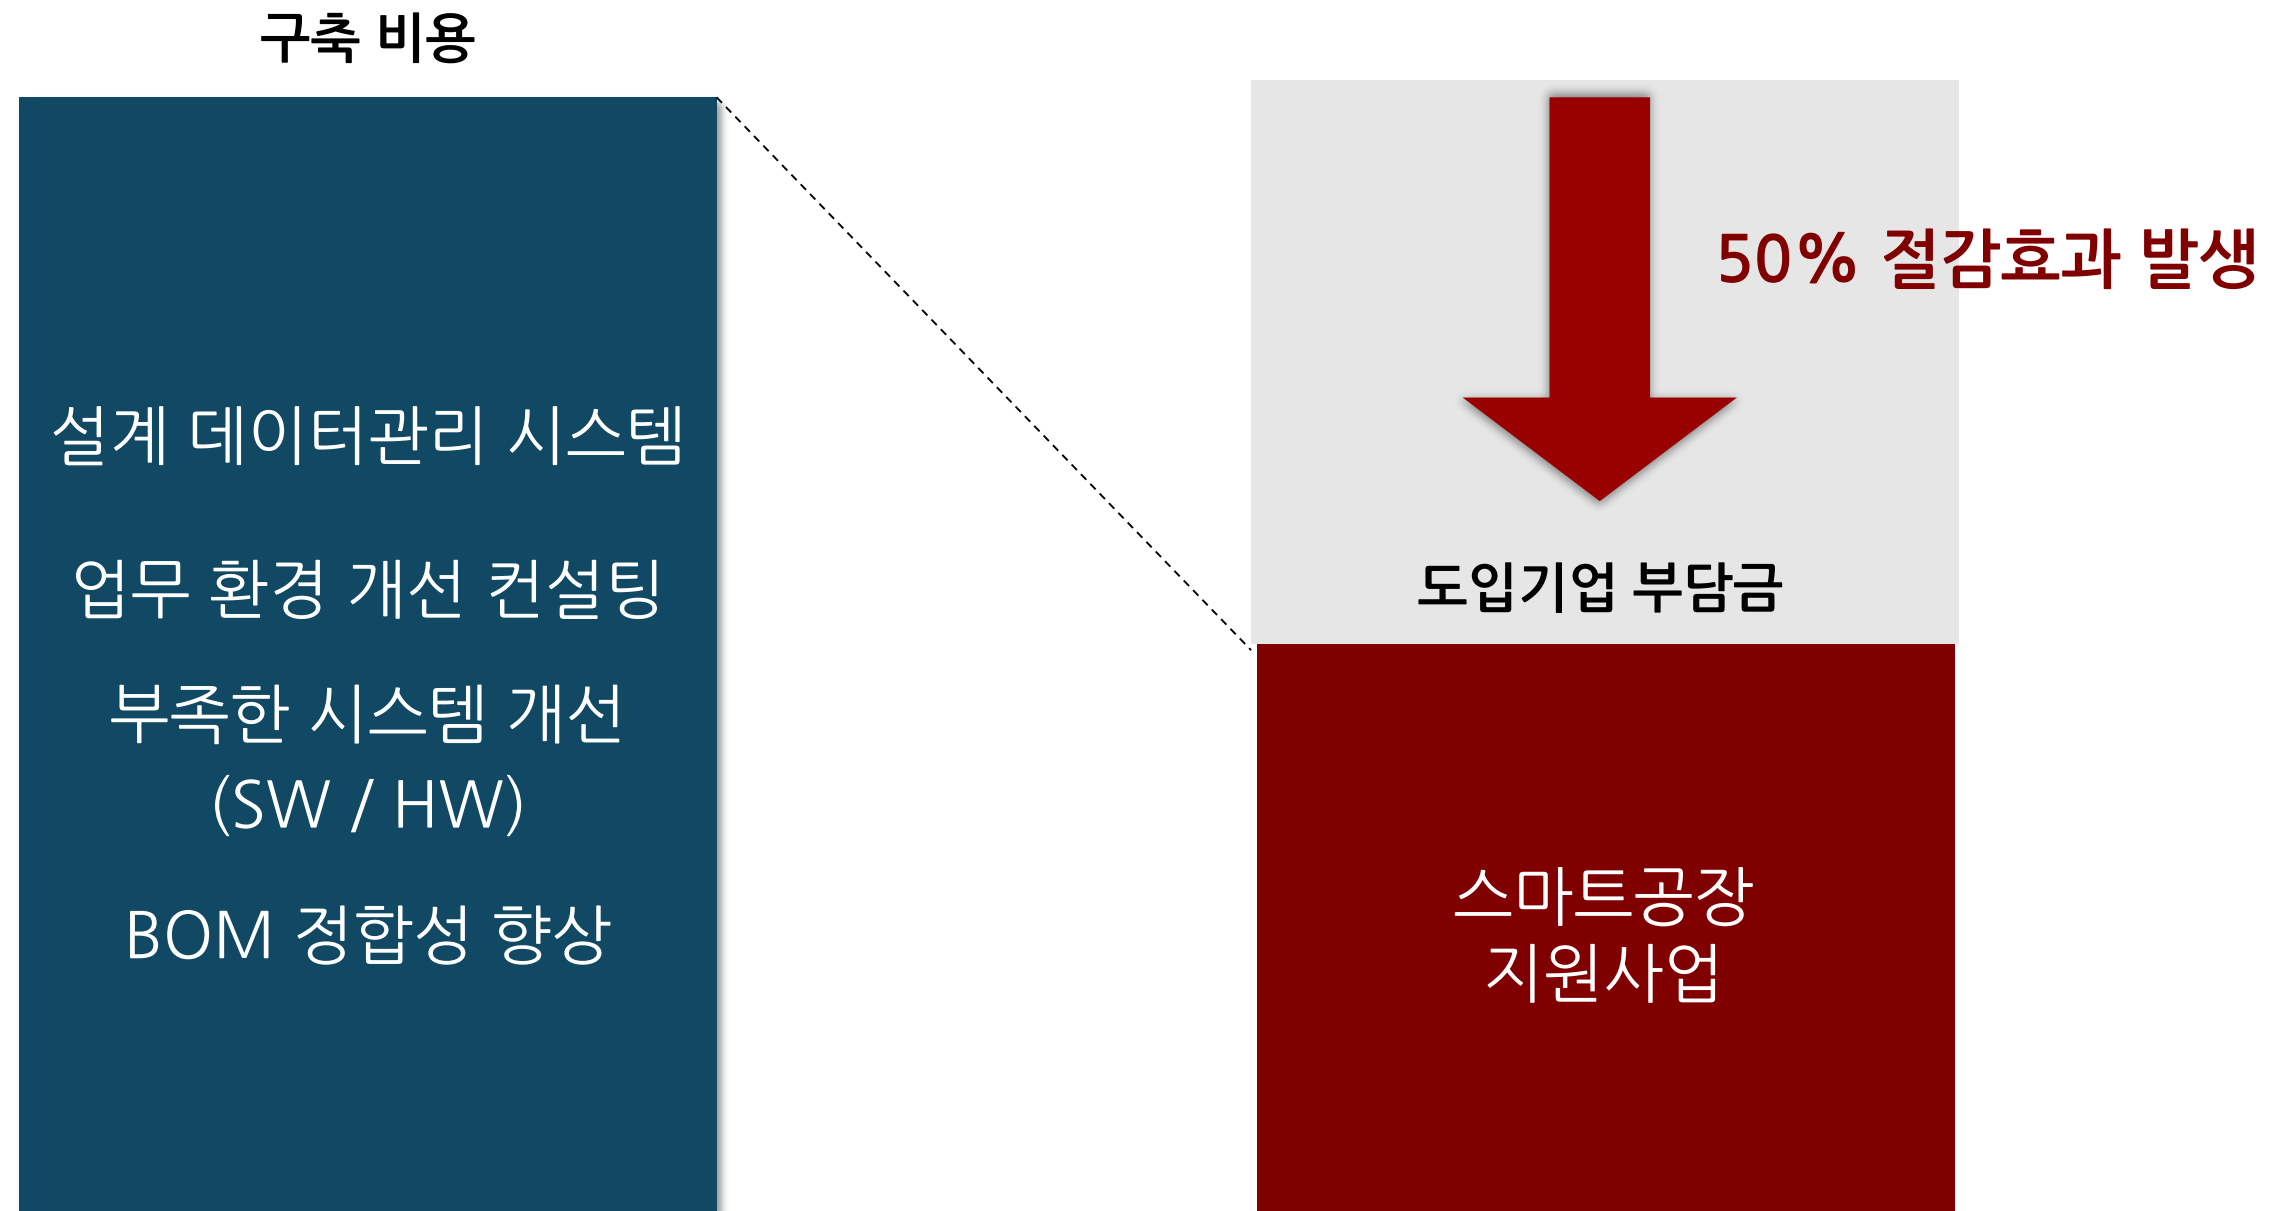 구축 비용
설계 데이터관리 시스템
업무 환경 개선 컨설팅
부족한 시스템 개선
(SW / HW)
BOM 정합성 향상
50% 절감효과 발생
도입기업 부담금
스마트공장
지원사업